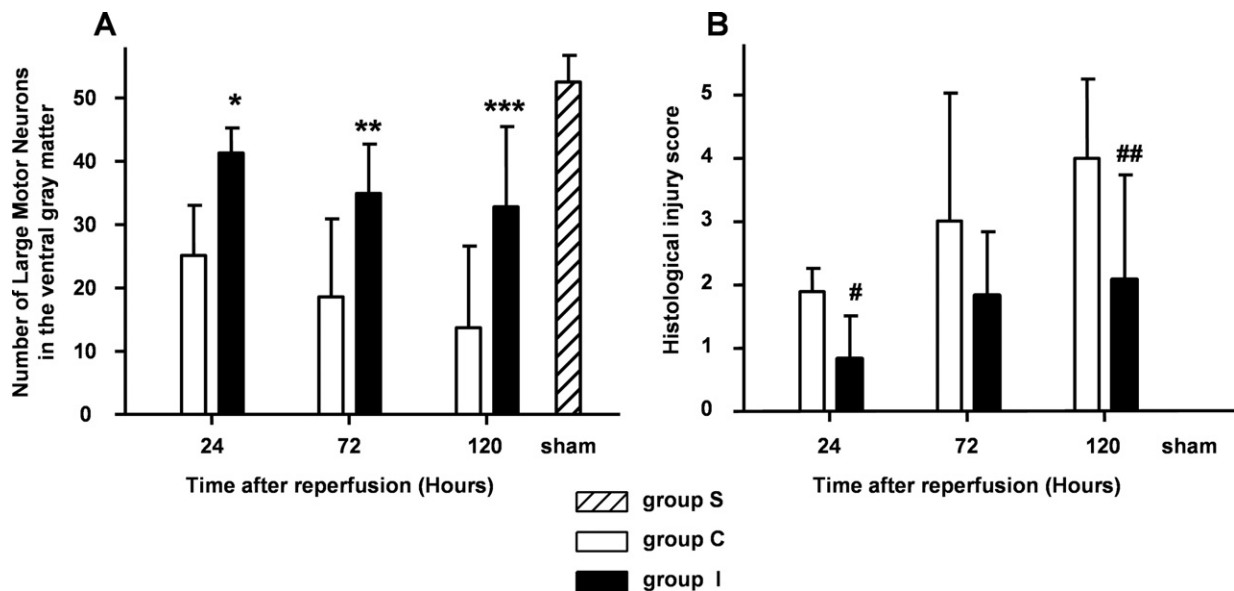 A
Number of Large Motor Neurons
in the ventral gray matter
50
40
30
20
10
0
*
**
***
24
72
120
sham
Time after reperfusion (Hours)
B
Histological injury score
5
4
3
2
1
0
#
##
24
72
120
sham
Time after reperfusion (Hours)
group S
group C
group I